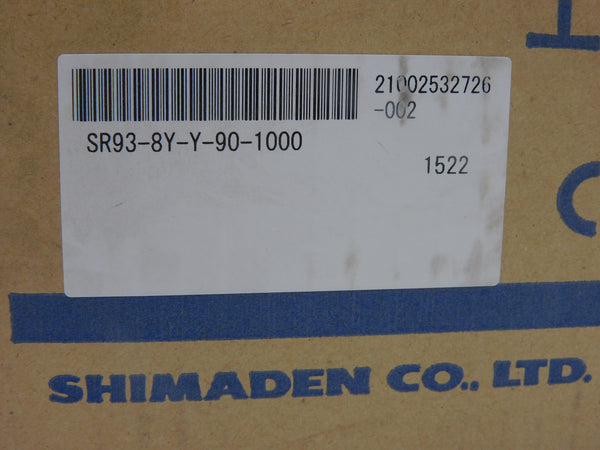 21002532726
-002
SR93-8Y-Y-90-1000
1522
SHIMADEN CO., LTD.